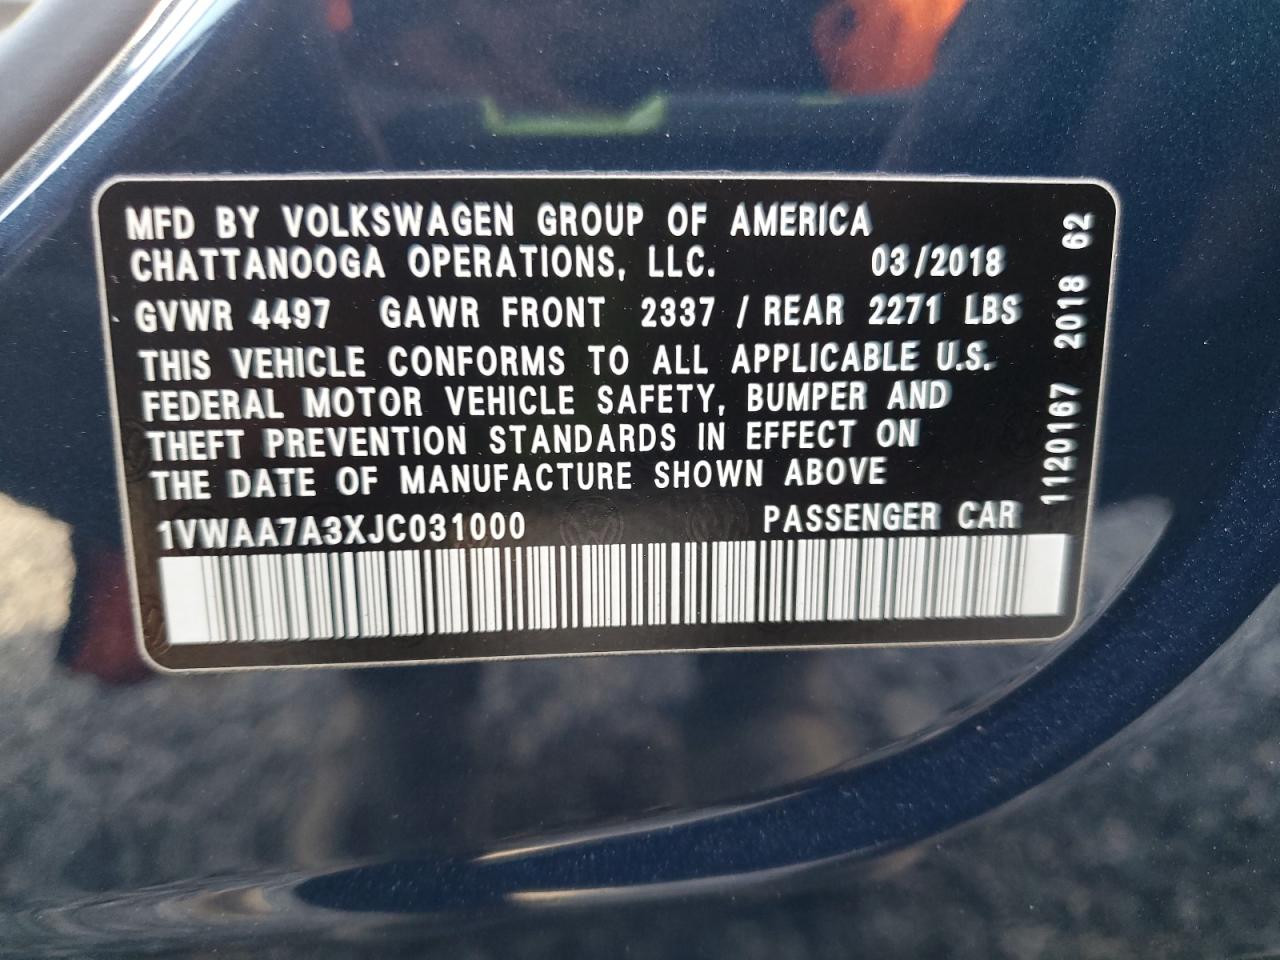 MFD BY VOLKSWAGEN GROUP OF AMERICA
CHATTANOOGA OPERATIONS, LLC. 03/2018
GVWR 4497 GAWR FRONT 2337 / REAR 2271 LBS
THIS VEHICLE CONFORMS TO ALL APPLICABLE U.S.
FEDERAL MOTOR VEHICLE SAFETY, BUMPER AND
THEFT PREVENTION STANDARDS IN EFFECT ON
THE DATE OF MANUFACTURE SHOWN ABOVE
1VWAA7A3XJC031000 PASSENGER CAR
1120167 2018 62